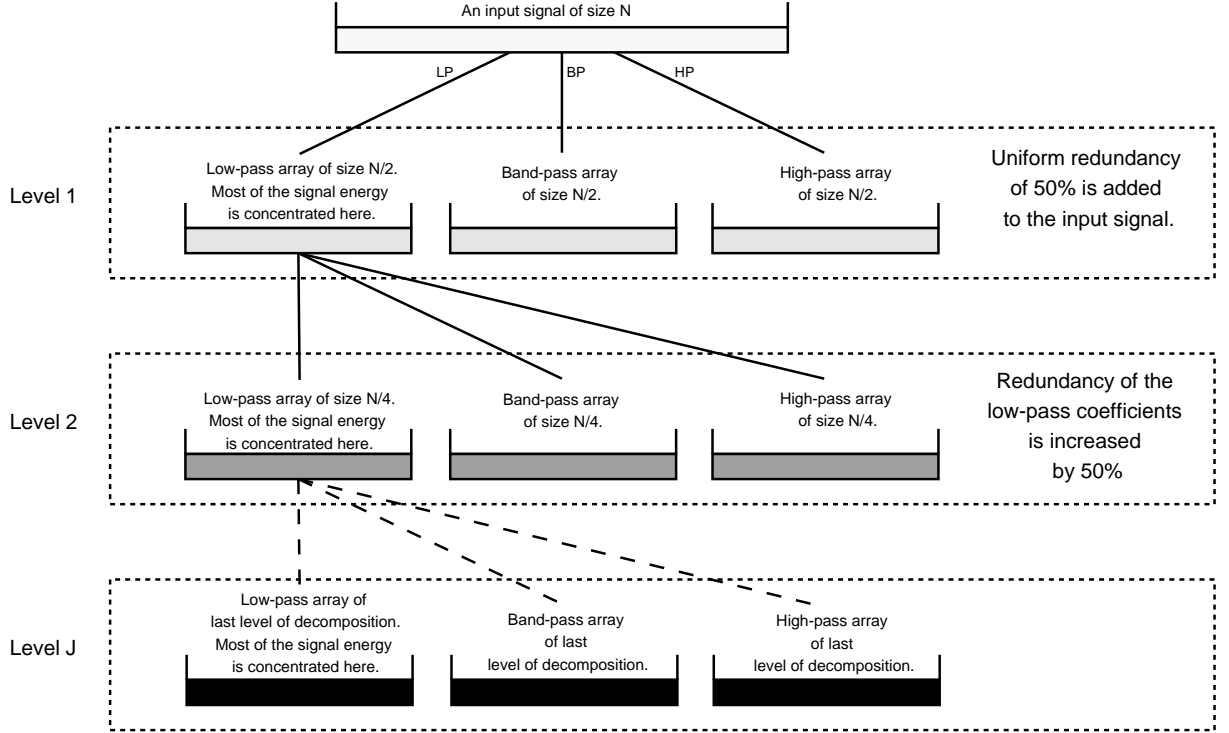 An input signal of size N
LP
BP
HP
Level 1
Low-pass array of size N/2.
Most of the signal energy
is concentrated here.
Band-pass array
of size N/2.
High-pass array
of size N/2.
Uniform redundancy
of 50% is added
to the input signal.
Level 2
Low-pass array of size N/4.
Most of the signal energy
is concentrated here.
Band-pass array
of size N/4.
High-pass array
of size N/4.
Redundancy of the
low-pass coefficients
is increased
by 50%
Level J
Low-pass array of
last level of decomposition.
Most of the signal energy
is concentrated here.
Band-pass array
of last
level of decomposition.
High-pass array
of last
level of decomposition.